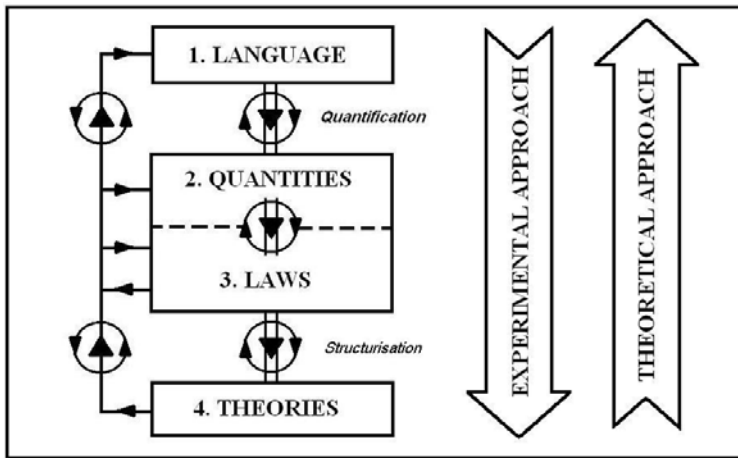 1. LANGUAGE
Quantification
2. QUANTITIES
3. LAWS
Structurisation
4. THEORIES
EXPERIMENTAL APPROACH
THEORETICAL APPROACH